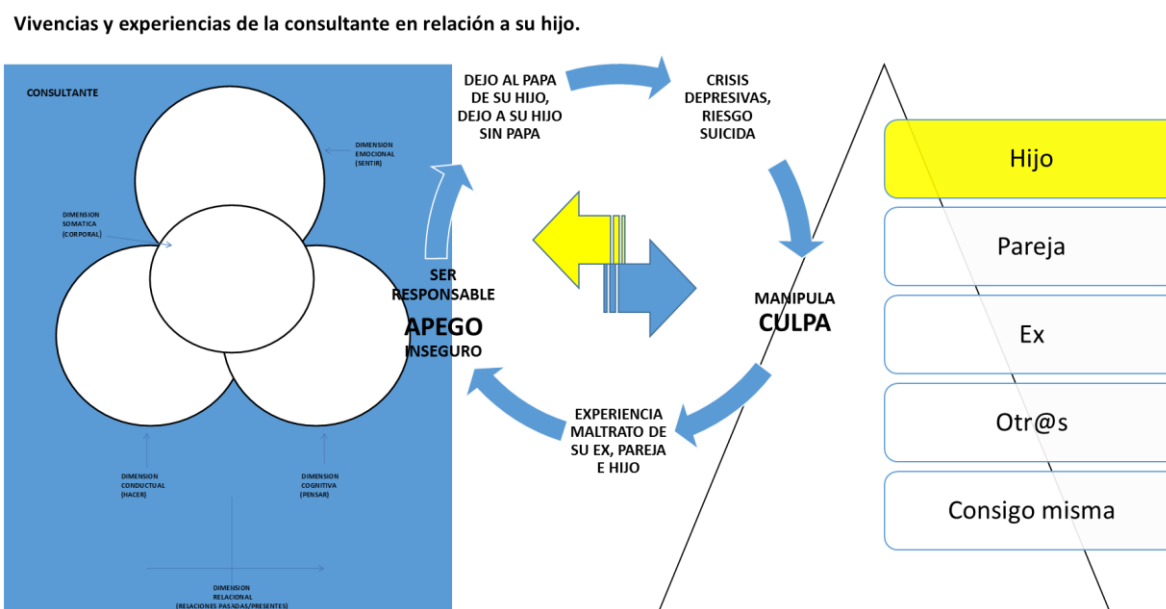 Vivencias y experiencias de la consultante en relación a su hijo.
CONSULTANTE
DIMENSION
EMOCIONAL
(SENTIR)
DIMENSION
SOMATICA
(CORPORAL)
DIMENSION
CONDUCTUAL
(HACER)
DIMENSION
COGNITIVA
(PENSAR)
DIMENSION
RELACIONAL
(RELACIONES PASADAS/PRESENTES)
DEJO AL PAPA
DE SU HIJO,
DEJO A SU HIJO
SIN PAPA
CRISIS
DEPRESIVAS,
RIESGO
SUICIDA
MANIPULA
CULPA
EXPERIENCIA
MALTRATO DE
SU EX, PAREJA
E HIJO
SER
RESPONSABLE
APEGO
INSEGURO
Hijo
Pareja
Ex
Otr@s
Consigo misma